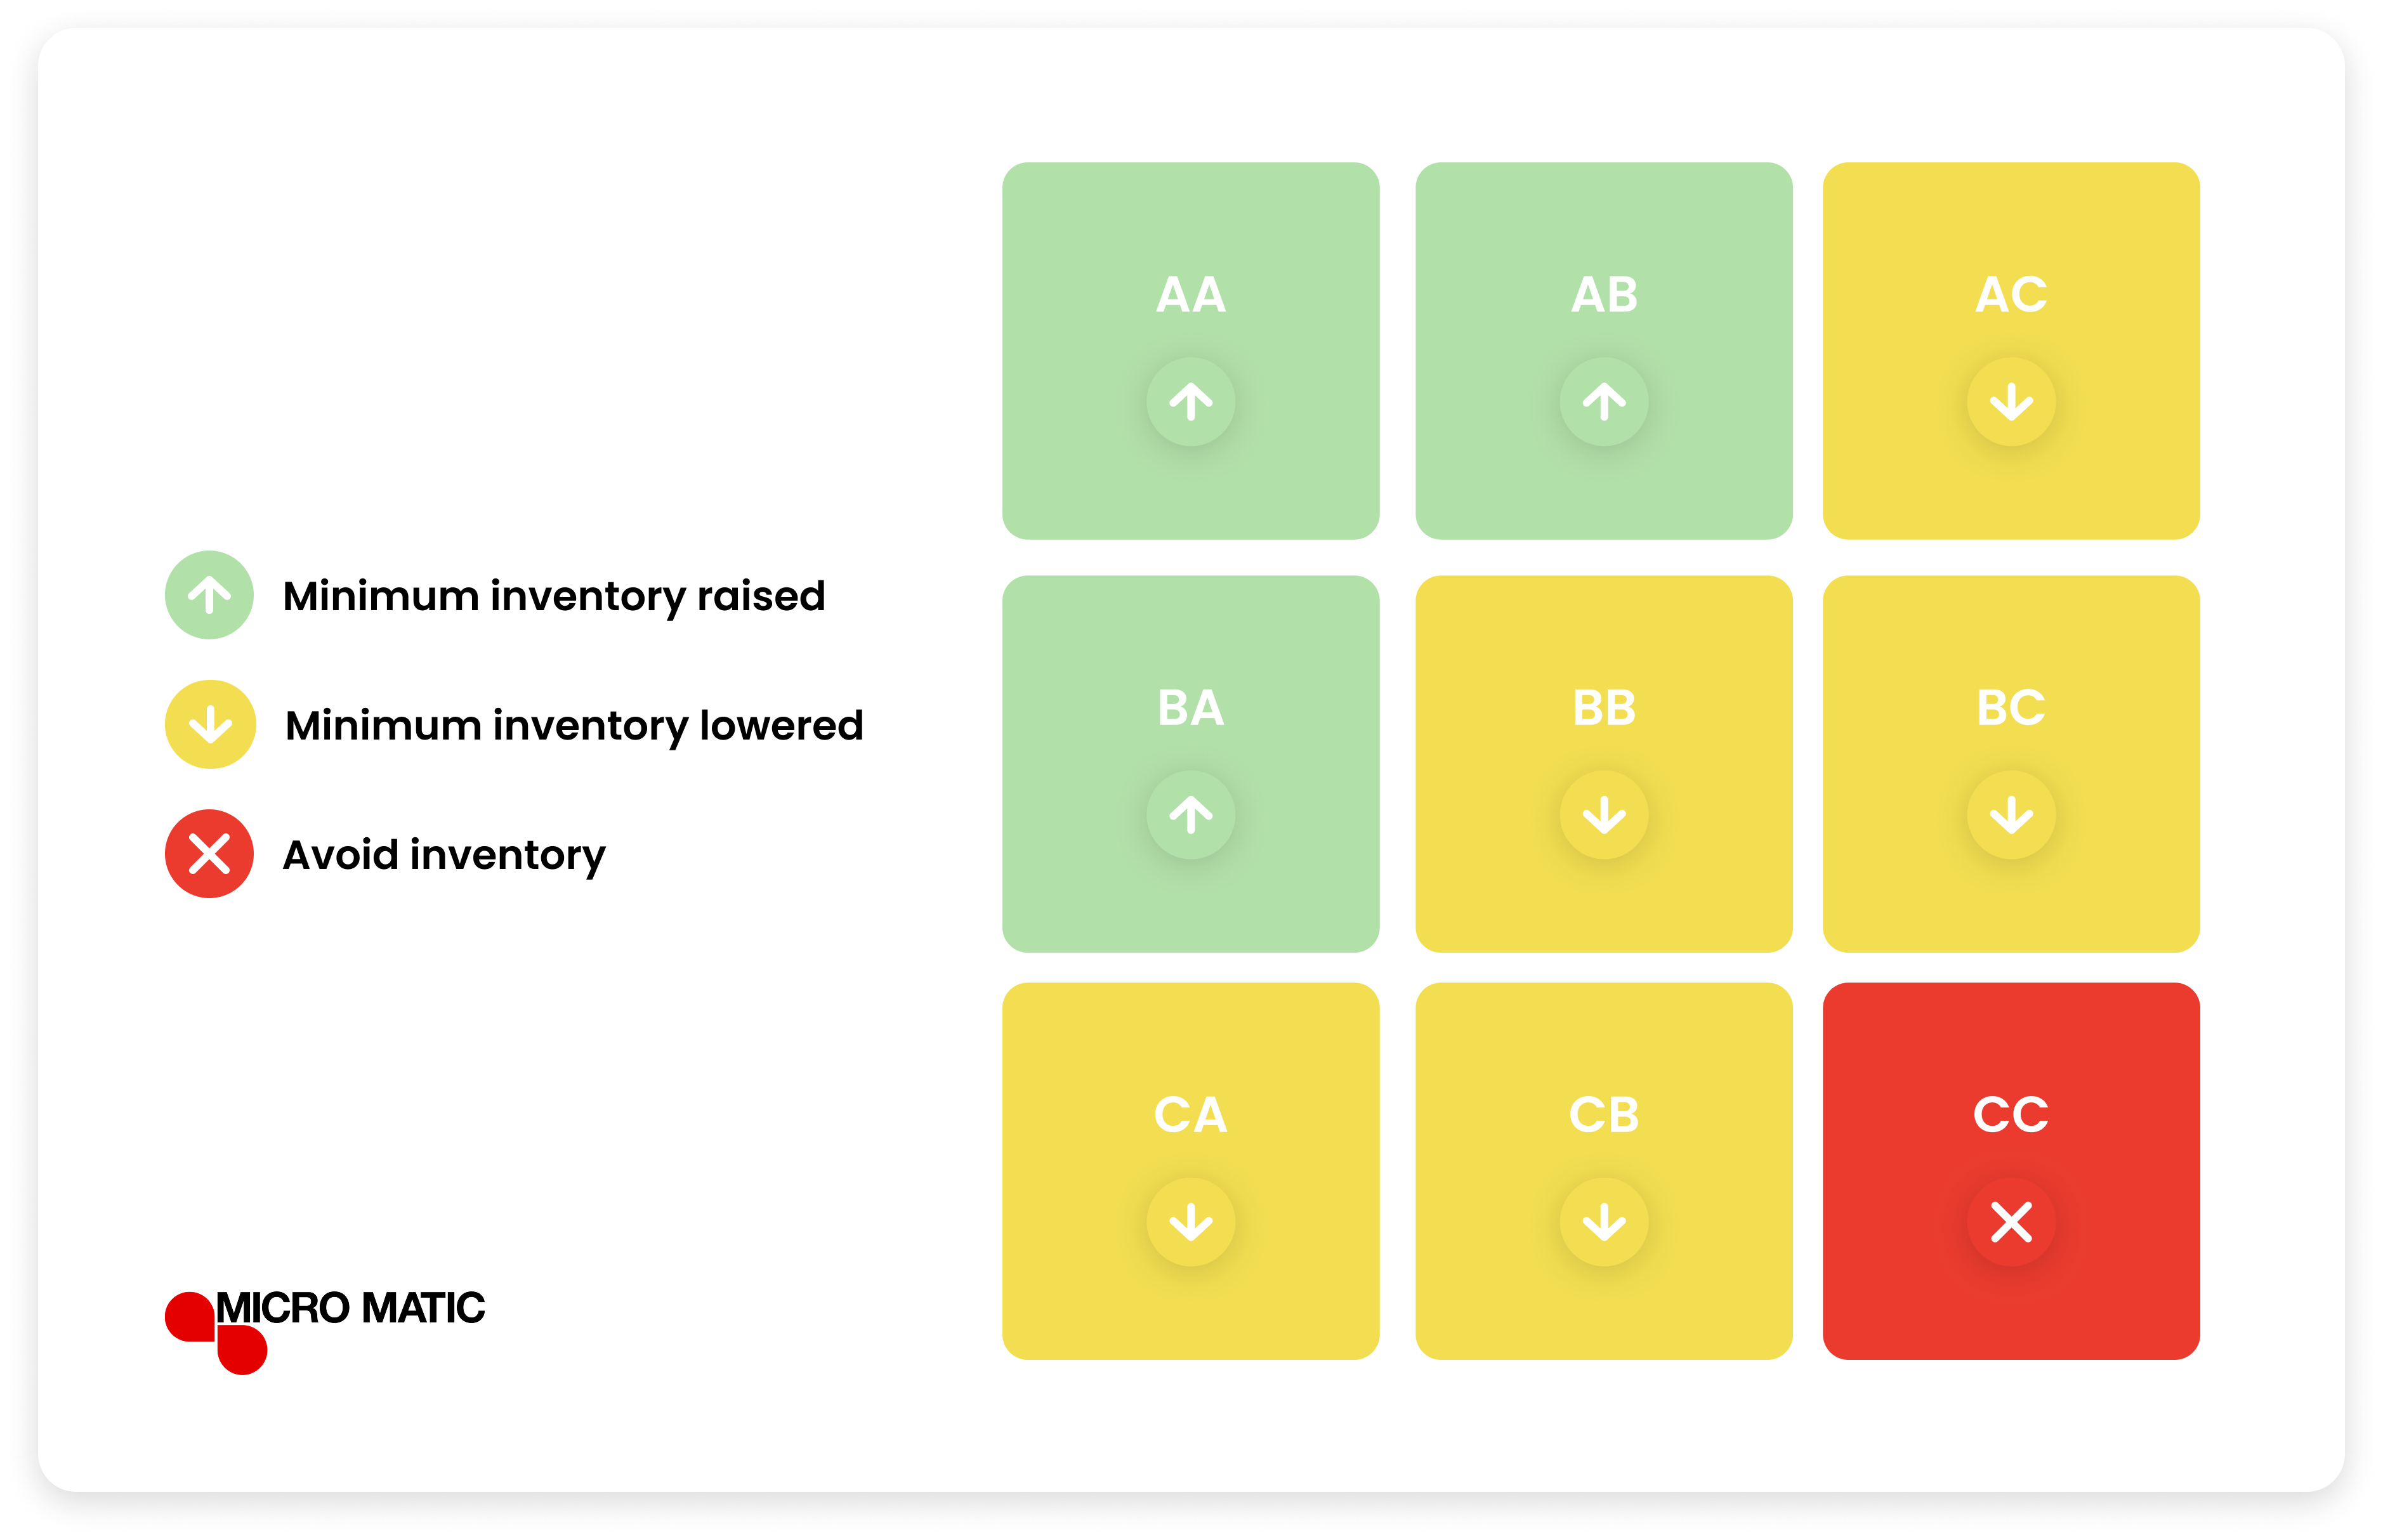 Minimum inventory raised
Minimum inventory lowered
Avoid inventory
MICRO MATIC
AA AB AC
BA BB BC
CA CB CC